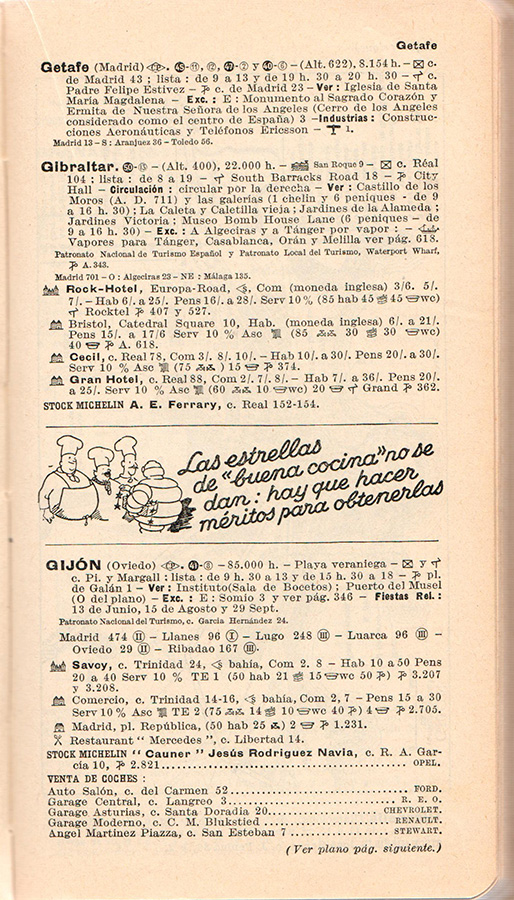 Getafe
Getafe (Madrid) . 45-11, 12, 47-2 y 40-6 - (Alt. 622), 8.154 h. - c.
de Madrid 43 ; lista : de 9 a 13 y de 19 h. 30 a 20 h. 30 - c.
Padre Felipe Estivez - c. de Madrid 23 - Ver : Iglesia de Santa
María Magdalena - Exc. : E : Monumento al Sagrado Corazón y
Ermita de Nuestra Señora de los Angeles (Cerro de los Angeles
considerado como el centro de España) 3 - Industrias : Construc-
ciones Aeronáuticas y Teléfonos Ericsson - 1.
Madrid 13 - S : Aranjuez 36 - Toledo 56.
Gibraltar. - (Alt. 400), 22.000 h. - San Roque 9 - c. Réal
104 ; lista : de 8 a 19 - South Barracks Road 18 - City
Hall - Circulación : circular por la derecha - Ver : Castillo de los
Moros (A. D. 711) y las galerías (1 chelin y 6 peniques - de 9
a 16 h. 30) ; La Caleta y Caletilla vieja ; Jardines de la Alameda ;
Jardines Victoria ; Museo Bomb House Lane (6 peniques - de
9 a 16 h. 30) - Exc. : A Algeciras y a Tánger por vapor : -
Vapores para Tánger, Casablanca, Orán y Melilla ver pág. 618.
Patronato Nacional de Turismo Español y Patronato Local del Turismo, Waterport Wharf,
A. 343.
Madrid 701 - O : Algeciras 23 - NE : Málaga 135.
Rock-Hotel, Europa-Road, Com (moneda inglesa) 3/6. 5/.
7/. - Hab 6/. a 25/. Pens 16/. a 28/. Serv 10 % (85 hab 45 45 wc)
Rocktel 407 y 527.
Bristol, Catedral Square 10, Hab. (moneda inglesa) 6/. a 21/.
Pens 15/. a 17/6 Serv 10 % Asc (85 30 30 wc)
40 A. 618.
Cecil, c. Real 78, Com 3/. 8/. 10/. - Hab 10/. a 30/. Pens 20/. a 30/.
Serv 10 % Asc (75 ) 15 374.
Gran Hotel, c. Real 88, Com 2/. 7/. 8/. - Hab 7/. a 36/. Pens 20/.
a 25/. Serv 10 % Asc (60 10 wc) 20 Grand 362.
STOCK MICHELIN A. E. Ferrary, c. Real 152-154.
Las estrellas
de "buena cocina" no se
dan : hay que hacer
méritos para obtenerlas
GIJÓN (Oviedo) . - 85.000 h. - Playa veraniega - y
c. Pi. y Margall : lista : de 9 h. 30 a 13 y de 15 h. 30 a 18 - pl.
de Galán 1 - Ver : Instituto (Sala de Bocetos) ; Puerto del Musel
(O del plano) - Exc. : E : Somio 3 y ver pág. 346 - Fiestas Rel. :
13 de Junio, 15 de Agosto y 29 Sept.
Patronato Nacional del Turismo, c. Garcia Hernández 24.
Madrid 474 II - Llanes 96 I - Lugo 248 III - Luarca 96 III -
Oviedo 29 II - Ribadao 167 III.
Savoy, c. Trinidad 24, bahía, Com 2. 8 - Hab 10 a 50 Pens
20 a 40 Serv 10 % TE 1 (50 hab 21 15 wc 50 ) 3.207
y 3.208.
Comercio, c. Trinidad 14-16, bahía, Com 2, 7 - Pens 15 a 30
Serv 10 % Asc TE 2 (75 14 10 wc 40 ) 4 2.705.
Madrid, pl. República, (50 hab 25 ) 2 1.231.
Restaurant " Mercedes ", c. Libertad 14.
STOCK MICHELIN " Cauner " Jesús Rodriguez Navia, c. R. A. Gar-
cia 10, 2.821 .......... OPEL.
VENTA DE COCHES :
Auto Salón, c. del Carmen 52 .......... FORD.
Garage Central, c. Langreo 3 .......... R. E. O.
Garage Asturias, c. Santa Doradia 20 .......... CHEVROLET.
Garage Moderno, c. C. M. Blukstied .......... RENAULT.
Angel Martinez Piazza, c. San Esteban 7 .......... STEWART.
(Ver plano pág. siguiente.)